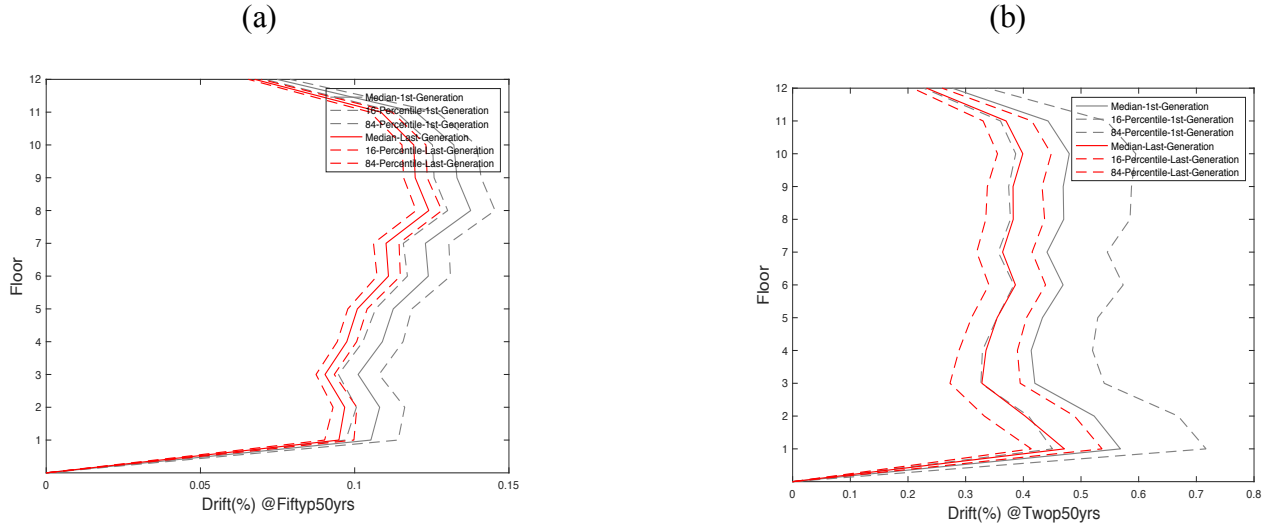 (a)
(b)
12
11
10
9
8
7
6
5
4
3
2
1
Floor
Median-1st-Generation
16-Percentile-1st-Generation
84-Percentile-1st-Generation
Median-Last-Generation
16-Percentile-Last-Generation
84-Percentile-Last-Generation
0
0.05
0.1
0.15
Drift(%) @Fiftyp50yrs
12
11
10
9
8
7
6
5
4
3
2
1
Floor
Median-1st-Generation
16-Percentile-1st-Generation
84-Percentile-1st-Generation
Median-Last-Generation
16-Percentile-Last-Generation
84-Percentile-Last-Generation
0
0.1
0.2
0.3
0.4
0.5
0.6
0.7
0.8
Drift(%) @Twop50yrs